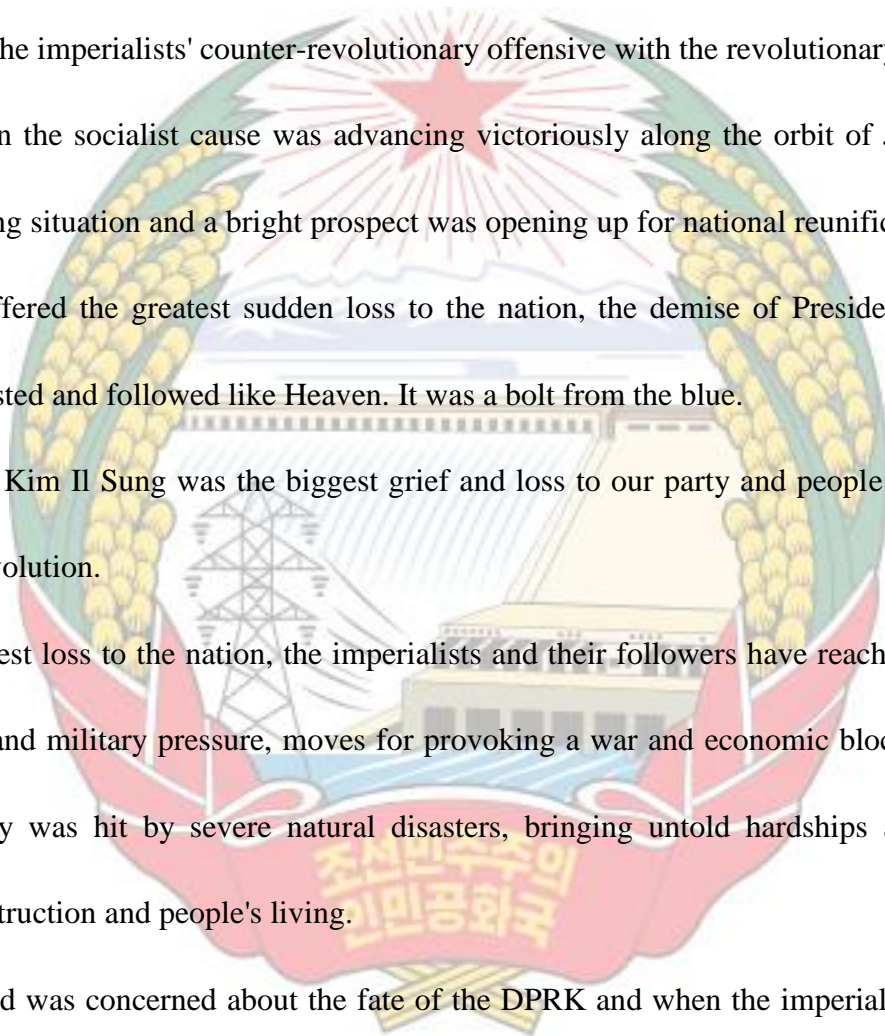 he imperialists' counter-revolutionary offensive with the revolutionary
n the socialist cause was advancing victoriously along the orbit of
ng situation and a bright prospect was opening up for national reunific
ffered the greatest sudden loss to the nation, the demise of Preside
sted and followed like Heaven. It was a bolt from the blue.
Kim Il Sung was the biggest grief and loss to our party and people
volution.
est loss to the nation, the imperialists and their followers have reach
and military pressure, moves for provoking a war and economic bloc
y was hit by severe natural disasters, bringing untold hardships
truction and people's living.
조선민주주의
인민공화국
d was concerned about the fate of the DPRK and when the imperial